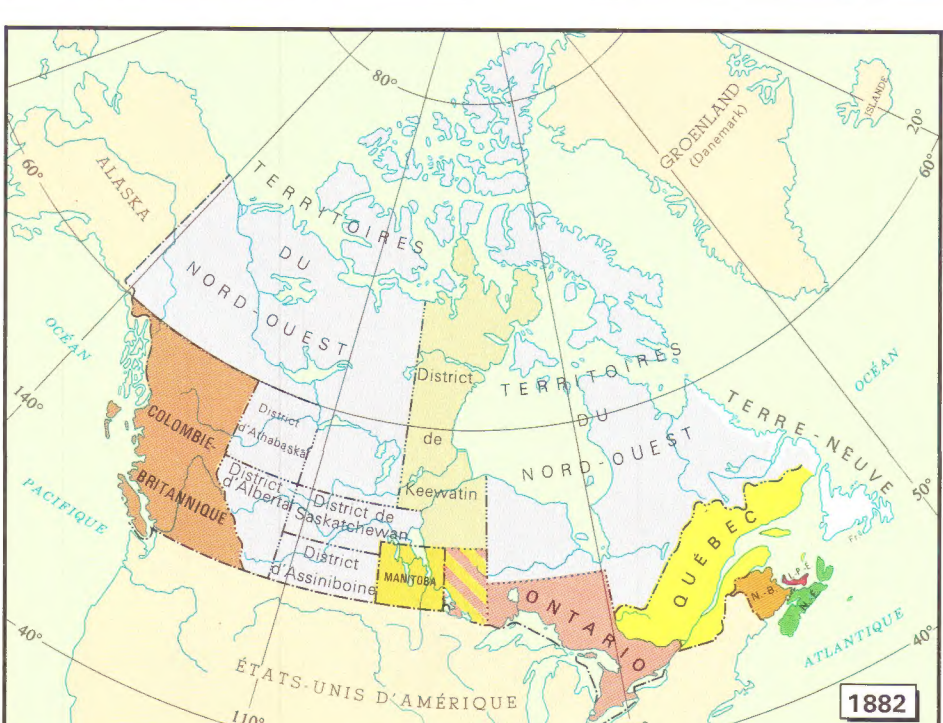 80°
GROENLAND
(Danemark)
ISLANDE
20°
60°
60°
ALASKA
TERRITOIRES
DU
NORD-OUEST
OCÉAN
140°
PACIFIQUE
COLOMBIE-
BRITANNIQUE
District
d'Athabaska
District
d'Alberta
District de
Saskatchewan
District
d'Assiniboine
MANITOBA
District
de
Keewatin
TERRITOIRES
DU
NORD-OUEST
OCÉAN
TERRE-NEUVE
50°
Fr.
QUÉBEC
ONTARIO
N.-B.
I.-P.-É.
N.-É.
ATLANTIQUE
40°
40°
ÉTATS-UNIS D'AMÉRIQUE
110°
1882